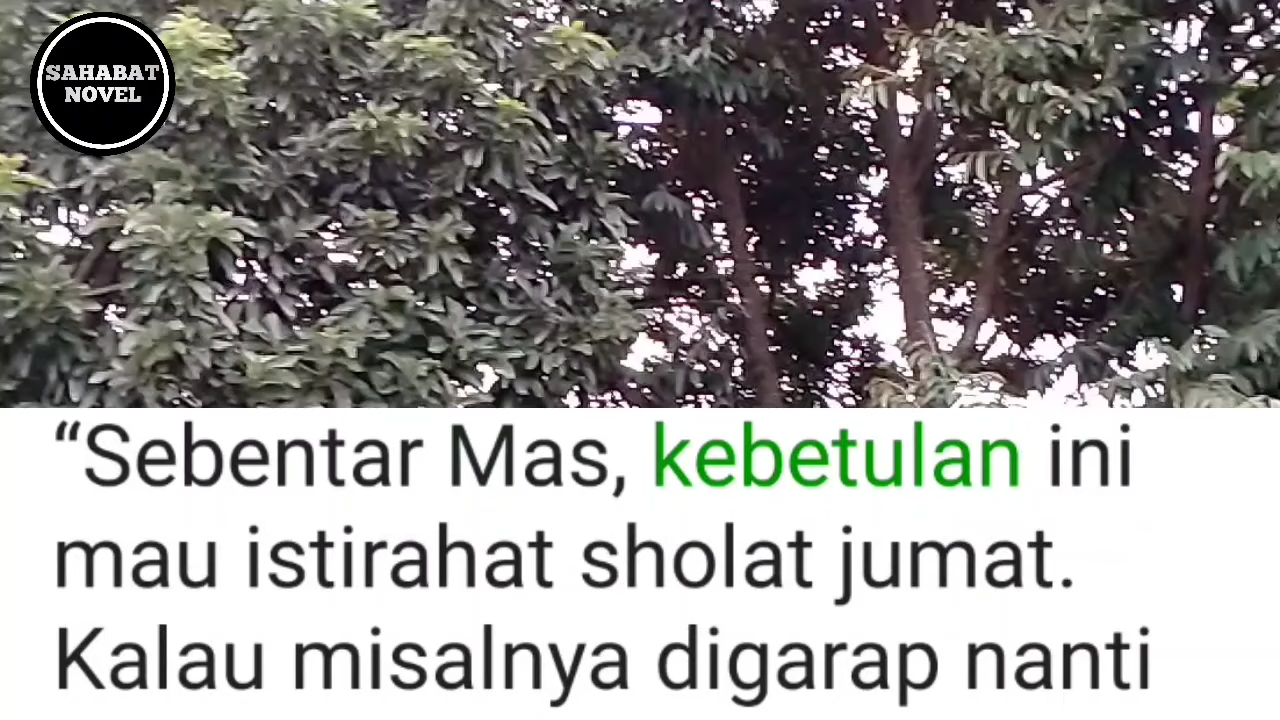 SAHABAT
NOVEL
“Sebentar Mas, kebetulan ini
mau istirahat sholat jumat.
Kalau misalnya digarap nanti